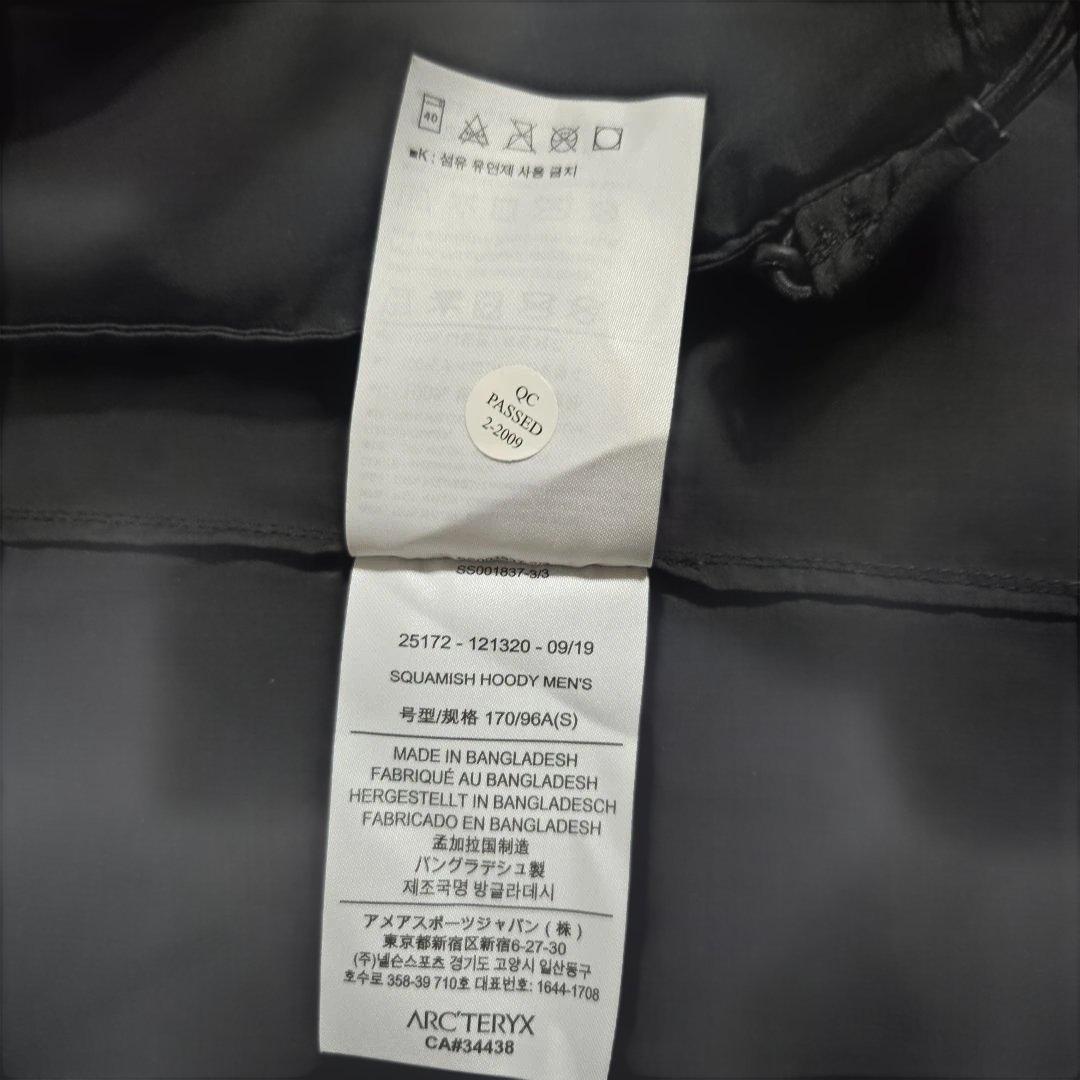 40
■K : 섬유 유연제 사용 금지
QC
PASSED
2-2009
SS001837-3/3
25172 - 121320 - 09/19
SQUAMISH HOODY MEN'S
号型/规格 170/96A(S)
MADE IN BANGLADESH
FABRIQUÉ AU BANGLADESH
HERGESTELLT IN BANGLADESCH
FABRICADO EN BANGLADESH
孟加拉国制造
バングラデシュ製
제조국명 방글라데시
アメアスポーツジャパン ( 株 )
東京都新宿区新宿6-27-30
(주)넬슨스포츠 경기도 고양시 일산동구
호수로 358-39 710호 대표번호: 1644-1708
ARC'TERYX
CA#34438